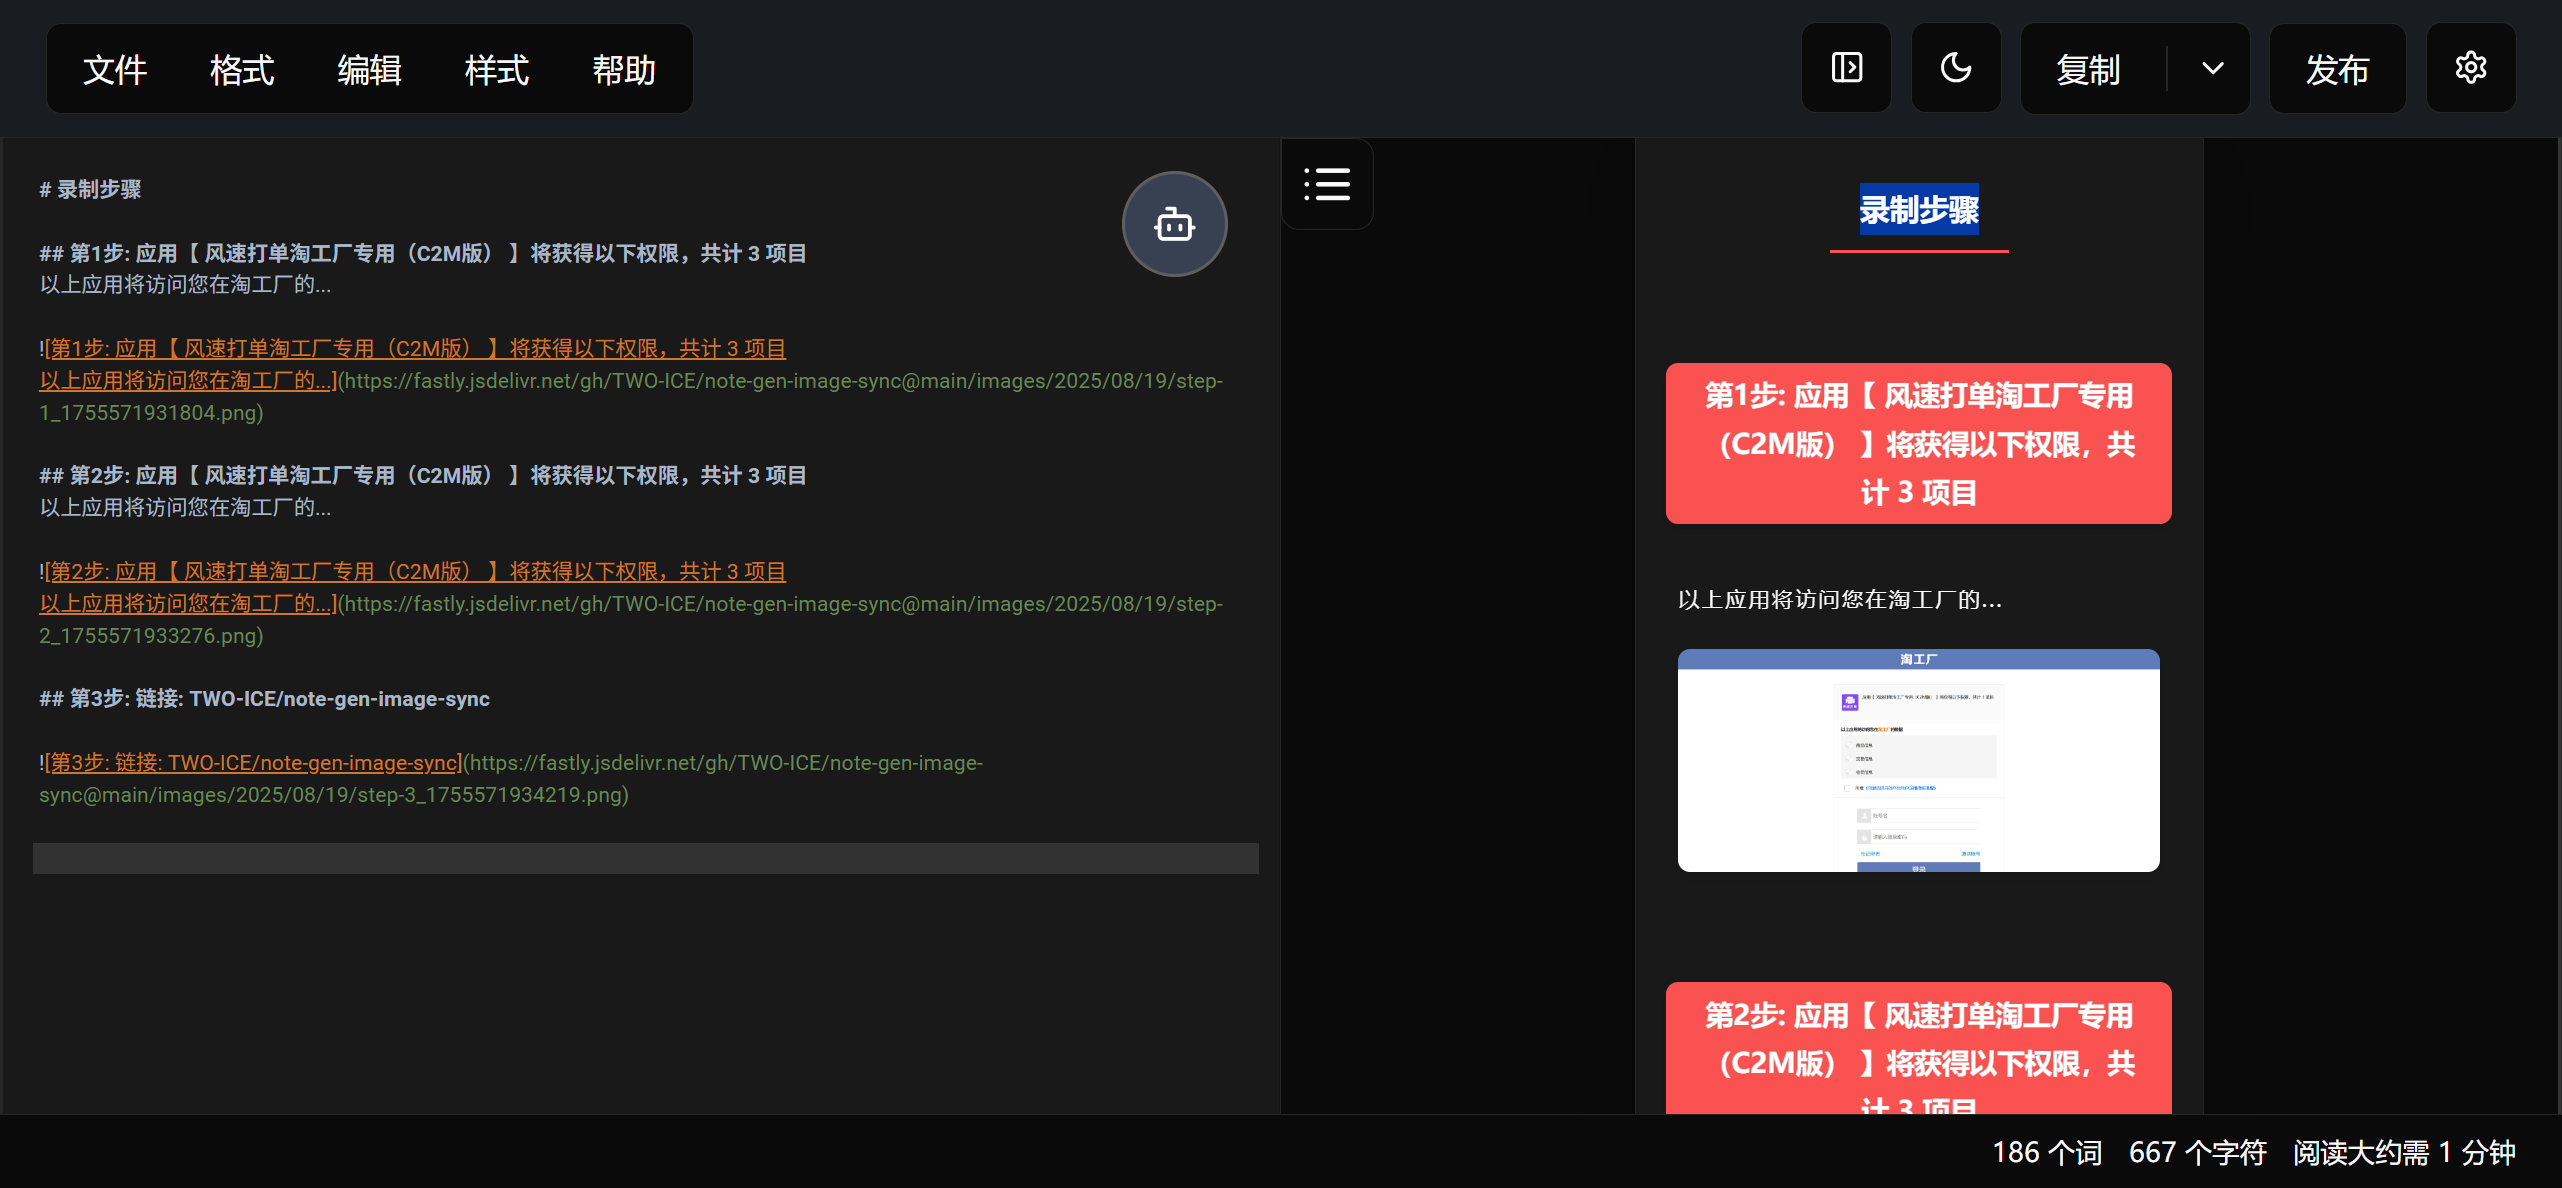 文件 格式 编辑 样式 帮助
复制 发布
# 录制步骤
## 第1步: 应用【 风速打单淘工厂专用（C2M版） 】将获得以下权限，共计 3 项目
以上应用将访问您在淘工厂的...
![第1步: 应用【 风速打单淘工厂专用（C2M版） 】将获得以下权限，共计 3 项目
以上应用将访问您在淘工厂的...](https://fastly.jsdelivr.net/gh/TWO-ICE/note-gen-image-sync@main/images/2025/08/19/step-
1_1755571931804.png)
## 第2步: 应用【 风速打单淘工厂专用（C2M版） 】将获得以下权限，共计 3 项目
以上应用将访问您在淘工厂的...
![第2步: 应用【 风速打单淘工厂专用（C2M版） 】将获得以下权限，共计 3 项目
以上应用将访问您在淘工厂的...](https://fastly.jsdelivr.net/gh/TWO-ICE/note-gen-image-sync@main/images/2025/08/19/step-
2_1755571933276.png)
## 第3步: 链接: TWO-ICE/note-gen-image-sync
![第3步: 链接: TWO-ICE/note-gen-image-sync](https://fastly.jsdelivr.net/gh/TWO-ICE/note-gen-image-
sync@main/images/2025/08/19/step-3_1755571934219.png)
录制步骤
第1步: 应用【 风速打单淘工厂专用
（C2M版） 】将获得以下权限，共
计 3 项目
以上应用将访问您在淘工厂的...
淘工厂
登录
第2步: 应用【 风速打单淘工厂专用
（C2M版） 】将获得以下权限，共
计 3 项目
186 个词 667 个字符 阅读大约需 1 分钟